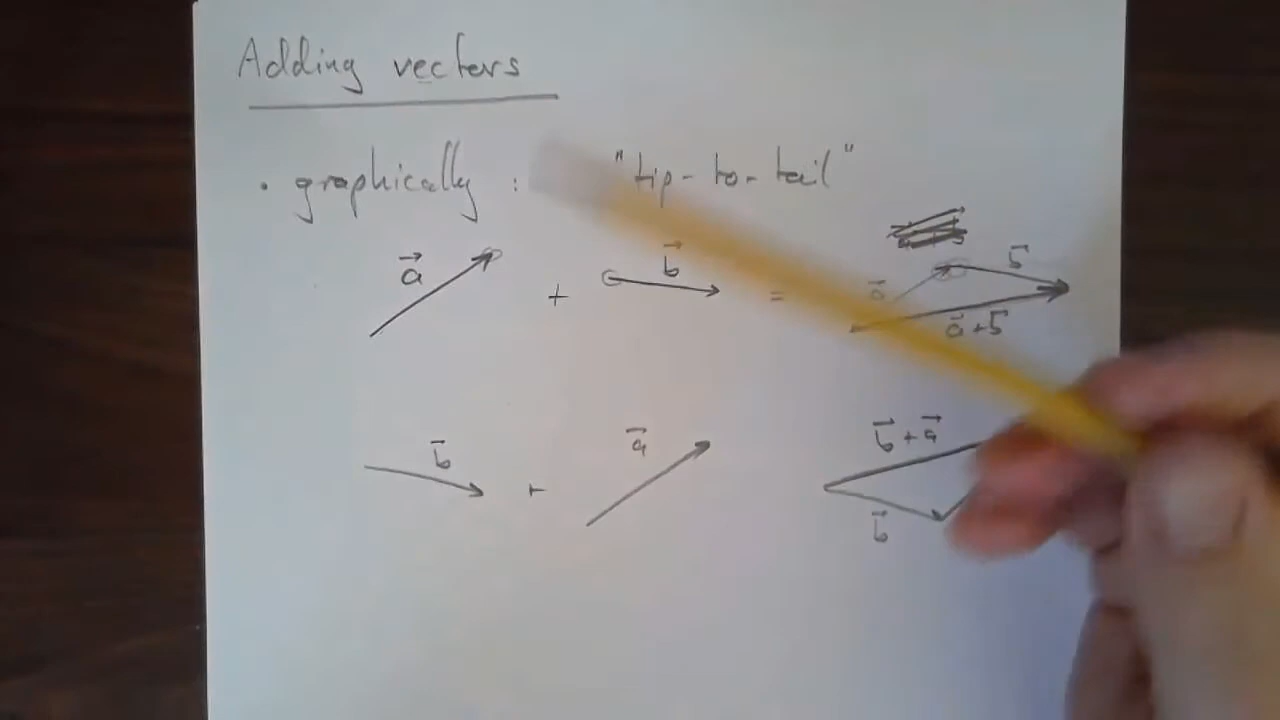 Adding vectors
• graphically : "tip-to-tail"
a⃗ + b⃗ = a⃗ b⃗ a⃗+b⃗
b⃗ + a⃗ b⃗+a⃗ b⃗